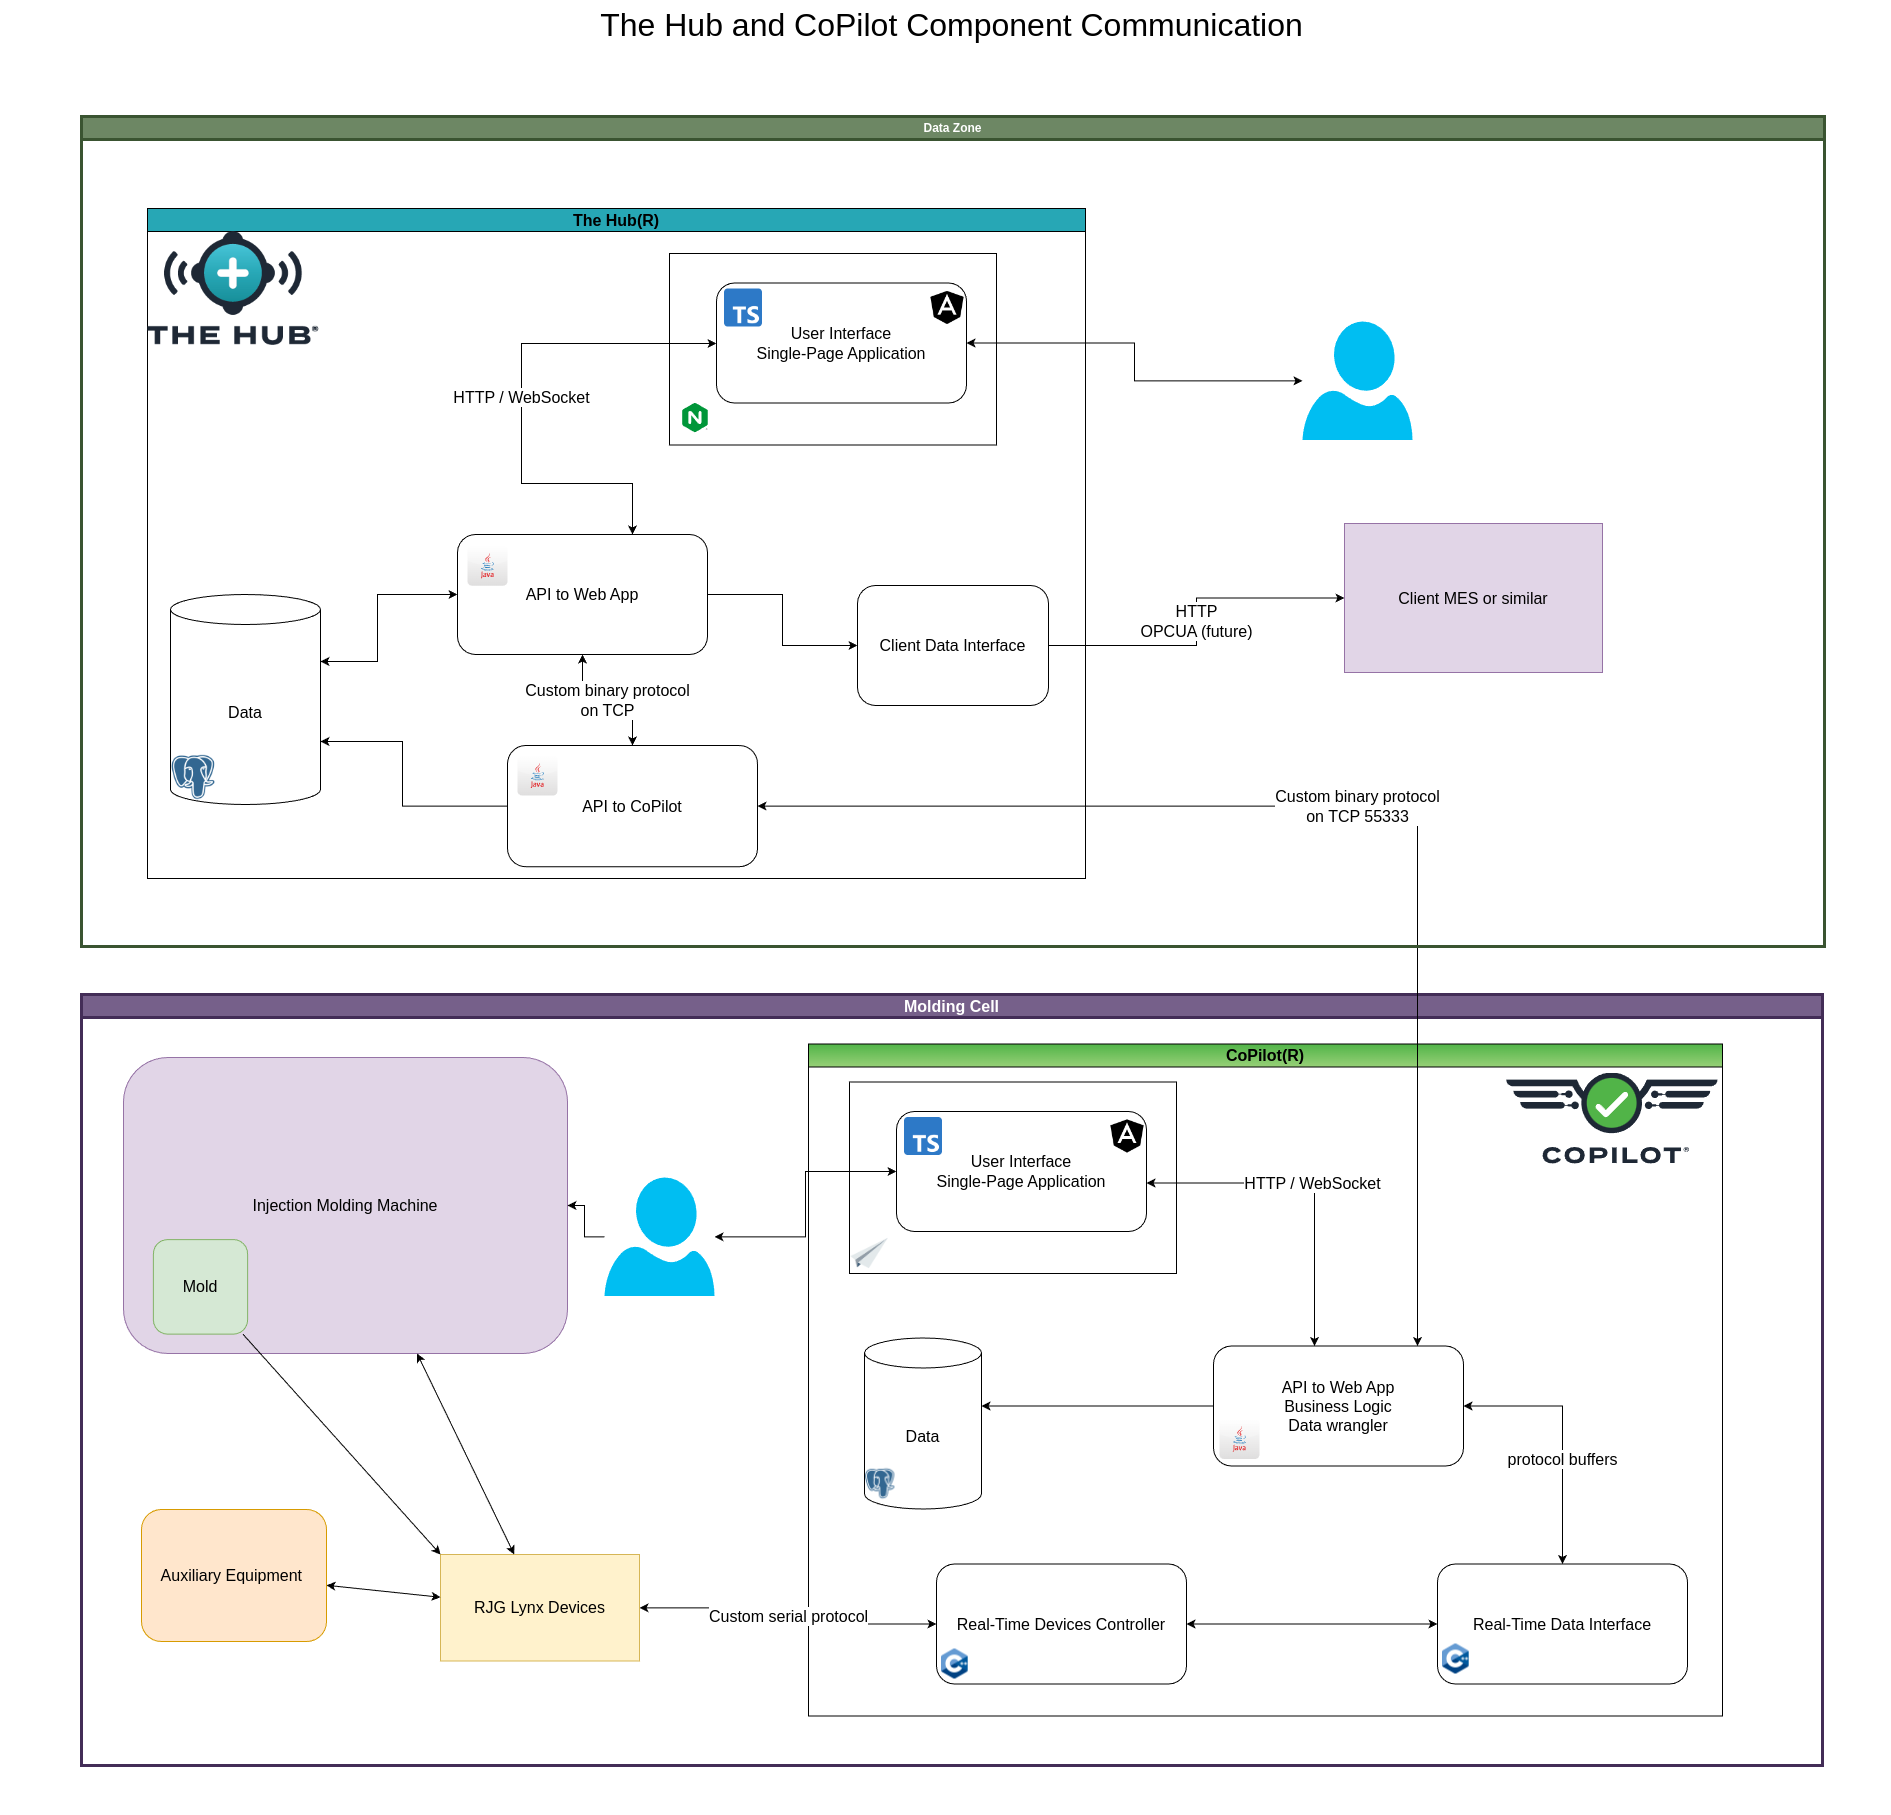 The Hub and CoPilot Component Communication
Data Zone
The Hub(R)
THE HUB®
TS
A
User Interface
Single-Page Application
N
HTTP / WebSocket
Java
API to Web App
Client Data Interface
HTTP
OPCUA (future)
Client MES or similar
Data
Custom binary protocol
on TCP
Java
API to CoPilot
Custom binary protocol
on TCP 55333
Molding Cell
CoPilot(R)
COPILOT®
TS
A
User Interface
Single-Page Application
HTTP / WebSocket
Injection Molding Machine
Mold
Data
API to Web App
Business Logic
Data wrangler
Java
protocol buffers
Auxiliary Equipment
RJG Lynx Devices
Custom serial protocol
Real-Time Devices Controller
C++
Real-Time Data Interface
C++